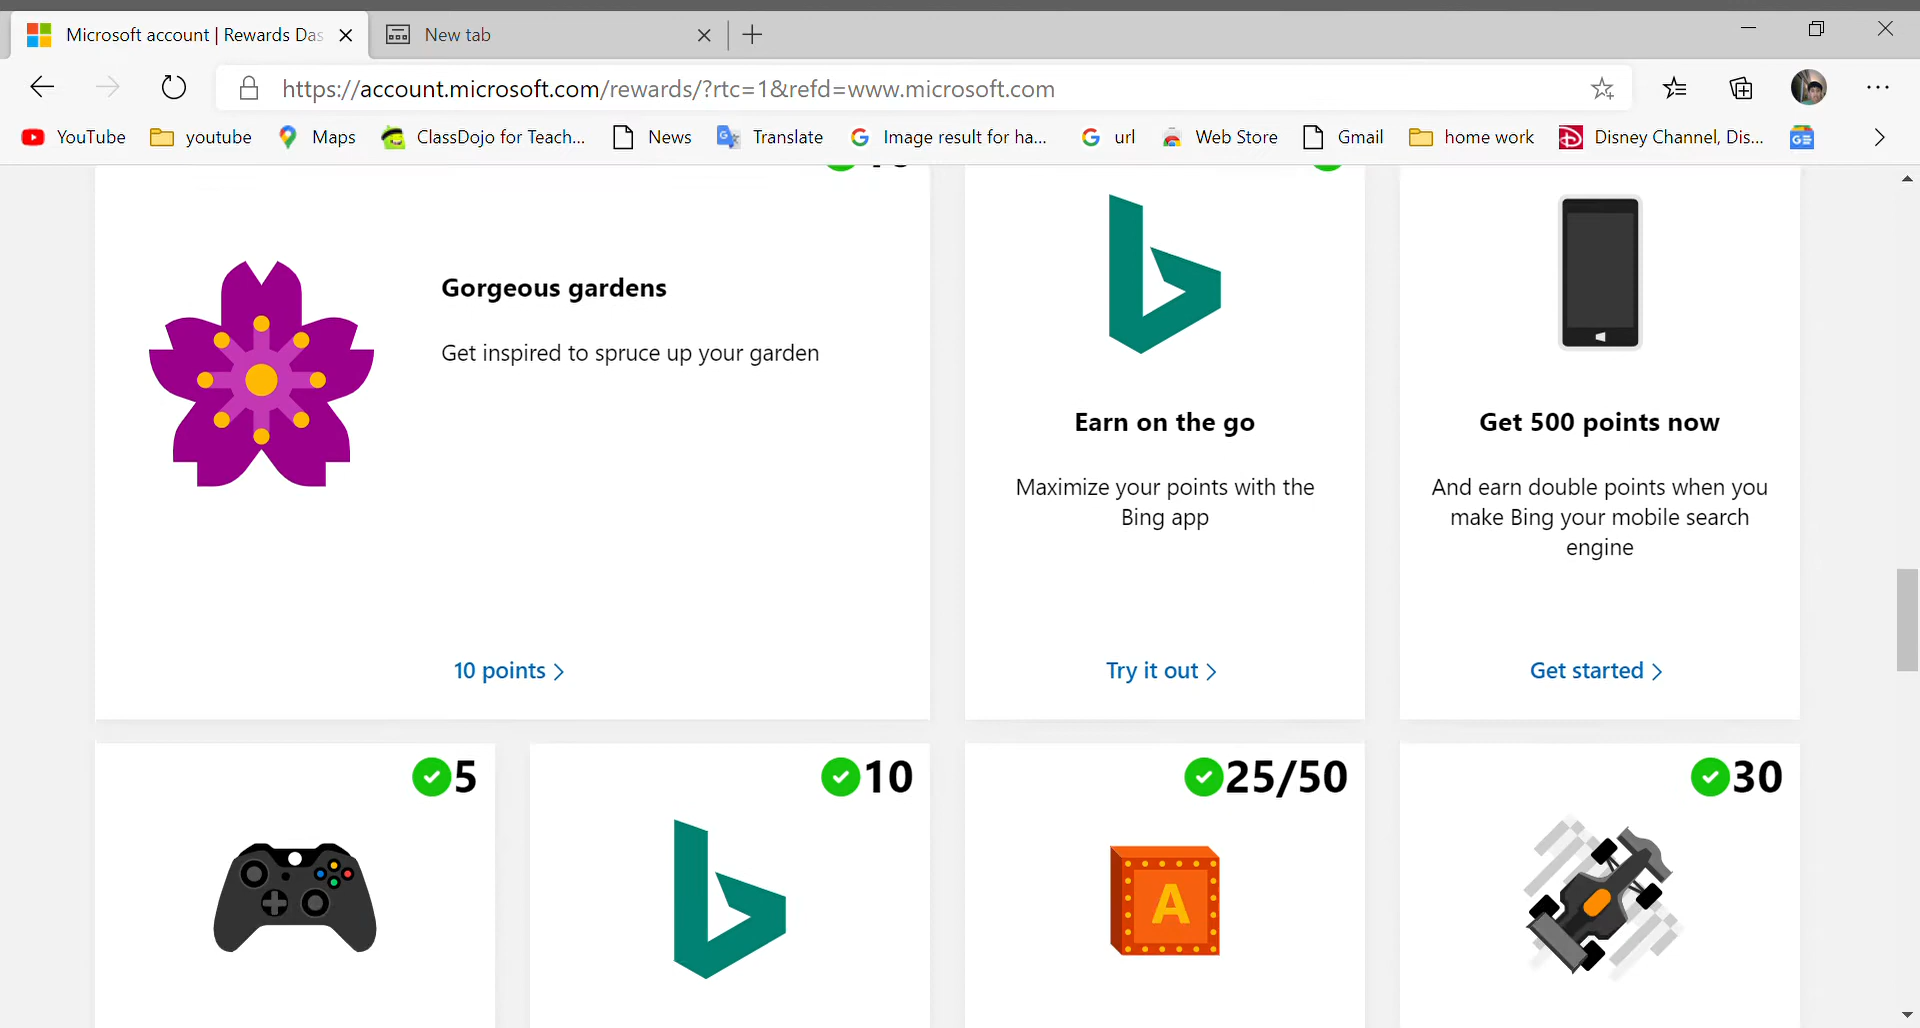 Microsoft account | Rewards Das
New tab
https://account.microsoft.com/rewards/?rtc=1&refd=www.microsoft.com
YouTube
youtube
Maps
ClassDojo for Teach...
News
Translate
Image result for ha...
url
Web Store
Gmail
home work
Disney Channel, Dis...
Gorgeous gardens
Get inspired to spruce up your garden
10 points >
Earn on the go
Maximize your points with the
Bing app
Try it out >
Get 500 points now
And earn double points when you
make Bing your mobile search
engine
Get started >
5
10
25/50
A
30